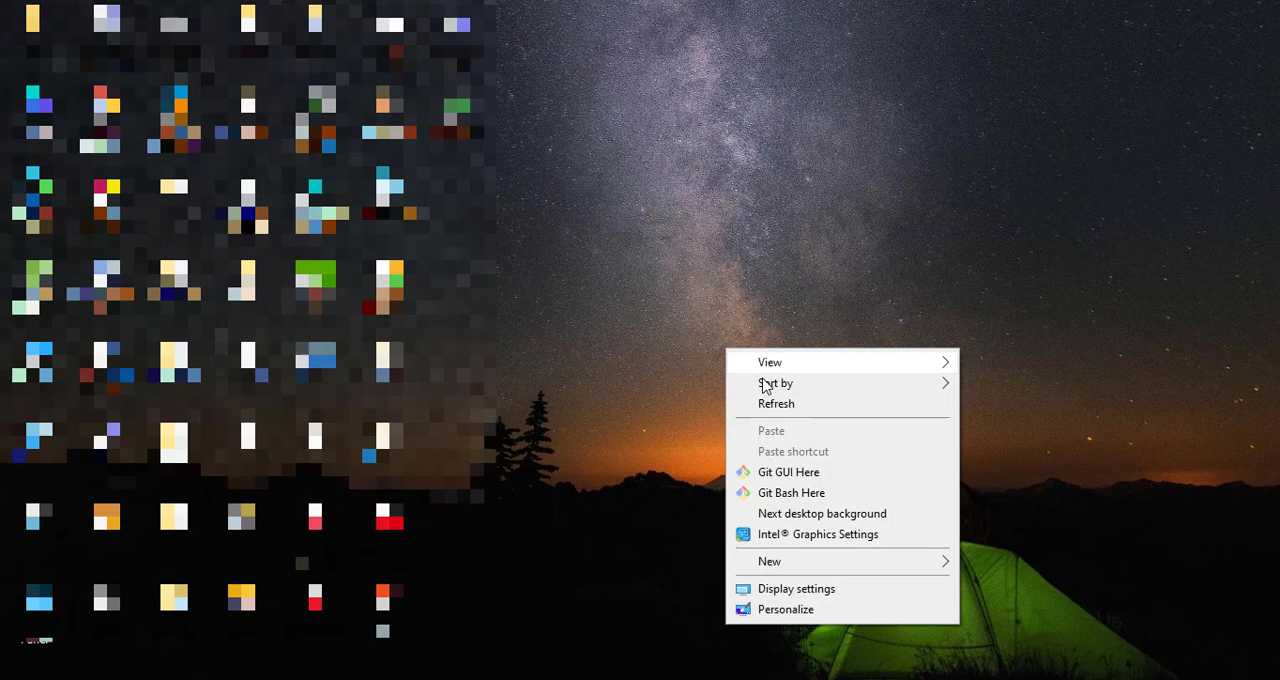 View
Sort by
Refresh
Paste
Paste shortcut
Git GUI Here
Git Bash Here
Next desktop background
Intel® Graphics Settings
New
Display settings
Personalize